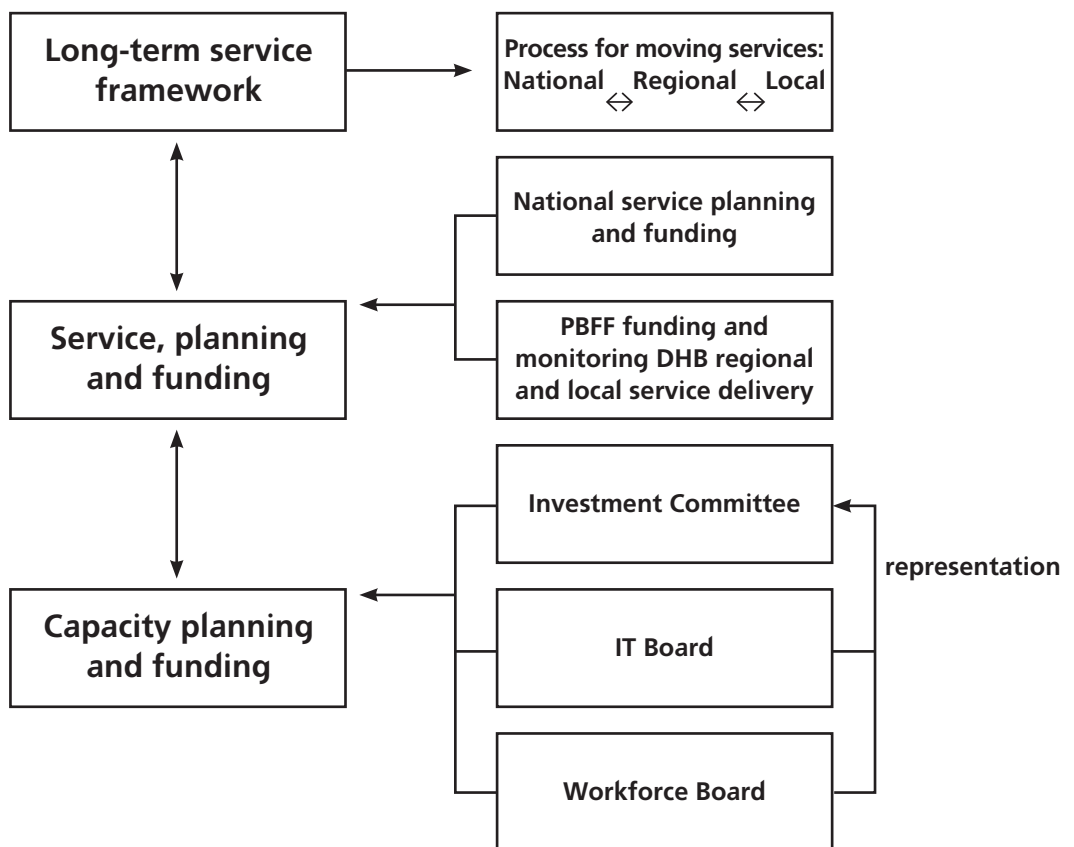 Long-term service
framework
Process for moving services:
National ↔ Regional ↔ Local
National service planning
and funding
Service, planning
and funding
PBFF funding and
monitoring DHB regional
and local service delivery
Investment Committee
representation
Capacity planning
and funding
IT Board
Workforce Board